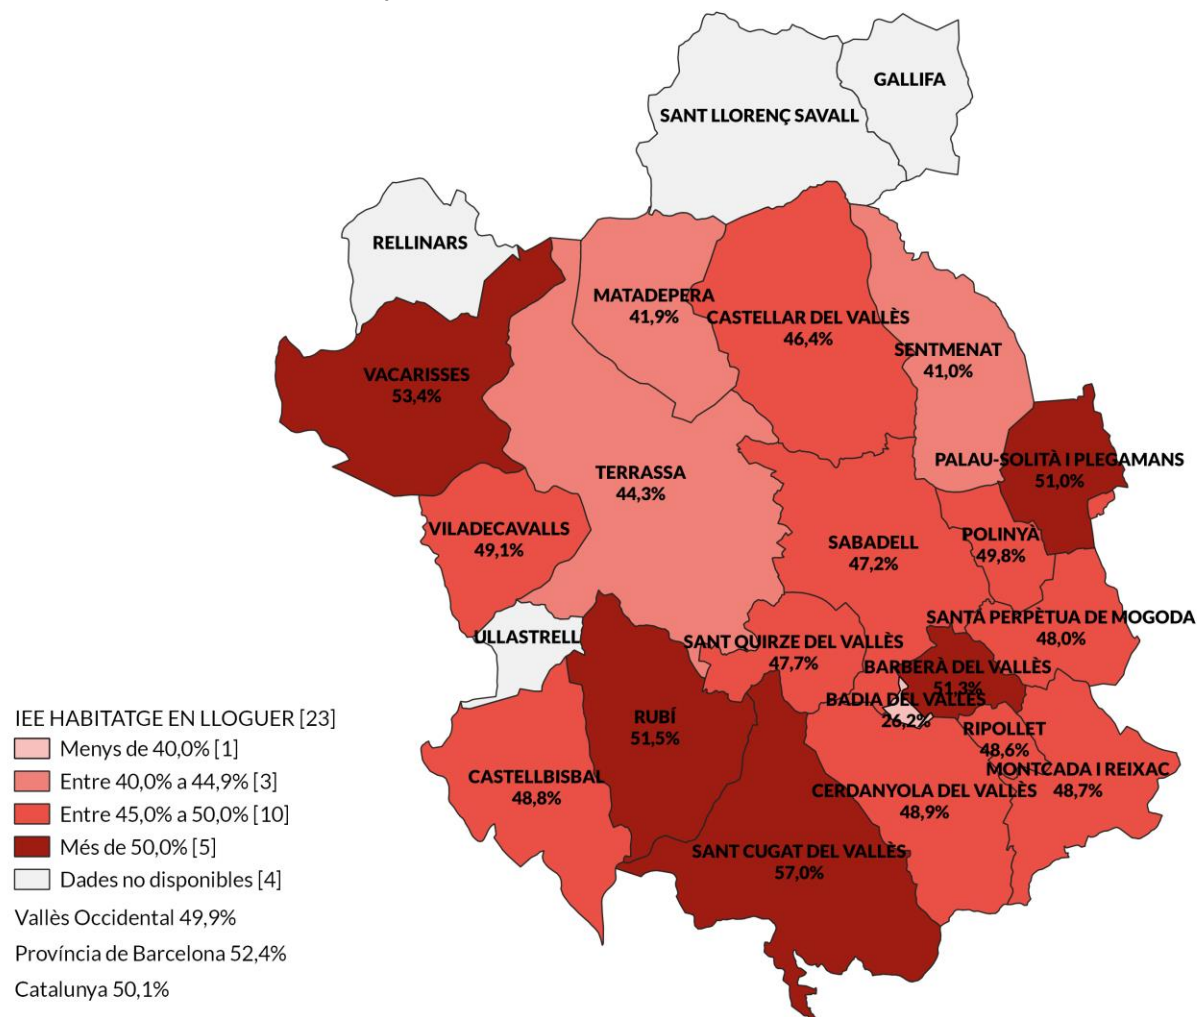 GALLIFA
SANT LLORENÇ SAVALL
RELLINARS
MATADEPERA
41,9%
CASTELLAR DEL VALLÈS
46,4%
SENTMENAT
41,0%
VACARISSES
53,4%
PALAU-SOLITÀ I PLEGAMANS
51,0%
TERRASSA
44,3%
VILADECAVALLS
49,1%
SABADELL
47,2%
POLINYÀ
49,8%
SANTA PERPÈTUA DE MOGODA
48,0%
ULLASTRELL
SANT QUIRZE DEL VALLÈS
47,7%
BARBERÀ DEL VALLÈS
51,3%
BADIA DEL VALLÈS
26,2%
RUBÍ
51,5%
RIPOLLET
48,6%
MONTCADA I REIXAC
48,7%
CASTELLBISBAL
48,8%
CERDANYOLA DEL VALLÈS
48,9%
SANT CUGAT DEL VALLÈS
57,0%
IEE HABITATGE EN LLOGUER [23]
Menys de 40,0% [1]
Entre 40,0% a 44,9% [3]
Entre 45,0% a 50,0% [10]
Més de 50,0% [5]
Dades no disponibles [4]
Vallès Occidental 49,9%
Província de Barcelona 52,4%
Catalunya 50,1%